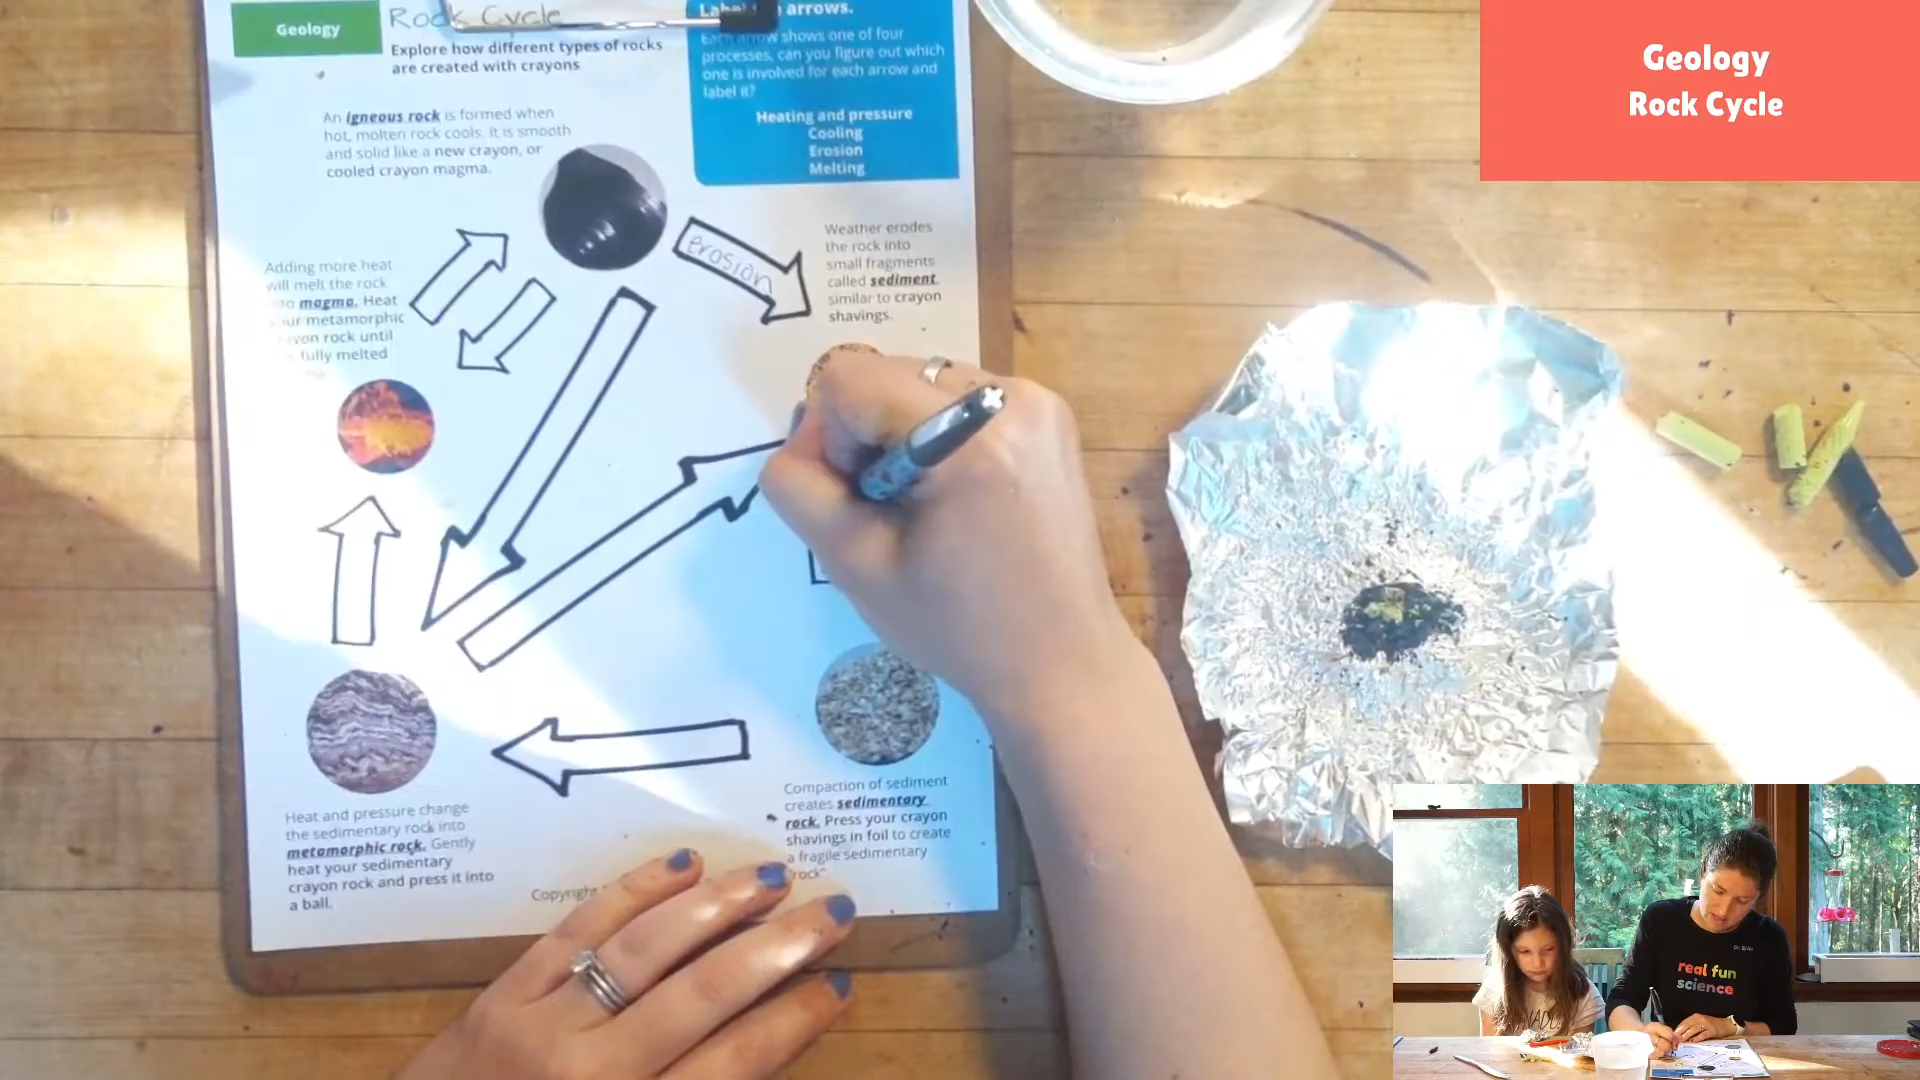 Geology
Rock Cycle
Explore how different types of rocks
are created with crayons
arrows.
Each arrow shows one of four
processes, can you figure out which
one is involved for each arrow and
label it?
Heating and pressure
Cooling
Erosion
Melting
An igneous rock is formed when
hot, molten rock cools. It is smooth
and solid like a new crayon, or
cooled crayon magma.
erosion
Weather erodes
the rock into
small fragments
called sediment,
similar to crayon
shavings.
Adding more heat
will melt the rock
magma. Heat
metamorphic
rock until
fully melted
Heat and pressure change
the sedimentary rock into
metamorphic rock. Gently
heat your sedimentary
crayon rock and press it into
a ball.
Compaction of sediment
creates sedimentary
rock. Press your crayon
shavings in foil to create
a fragile sedimentary
"rock".
Copyright
Geology
Rock Cycle
real fun
science